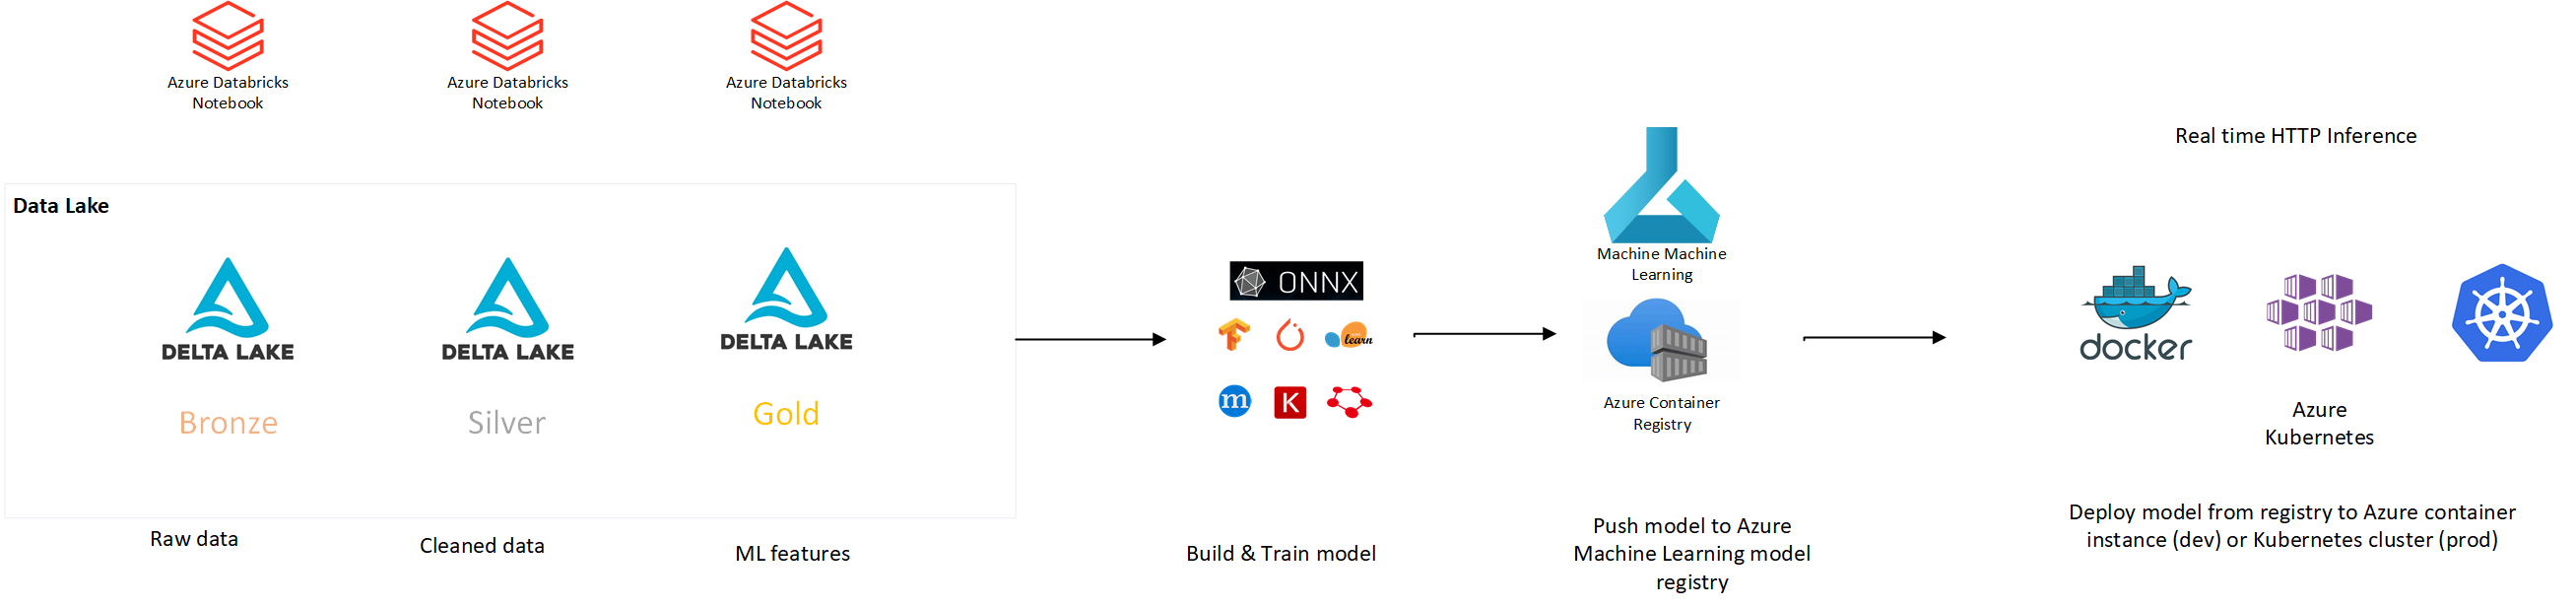 Azure Databricks
Notebook
Azure Databricks
Notebook
Azure Databricks
Notebook
Data Lake
DELTA LAKE
Bronze
Raw data
DELTA LAKE
Silver
Cleaned data
DELTA LAKE
Gold
ML features
ONNX
learn
m
K
Build & Train model
Machine Machine
Learning
Azure Container
Registry
Push model to Azure
Machine Learning model
registry
Real time HTTP Inference
docker
Azure
Kubernetes
Deploy model from registry to Azure container
instance (dev) or Kubernetes cluster (prod)